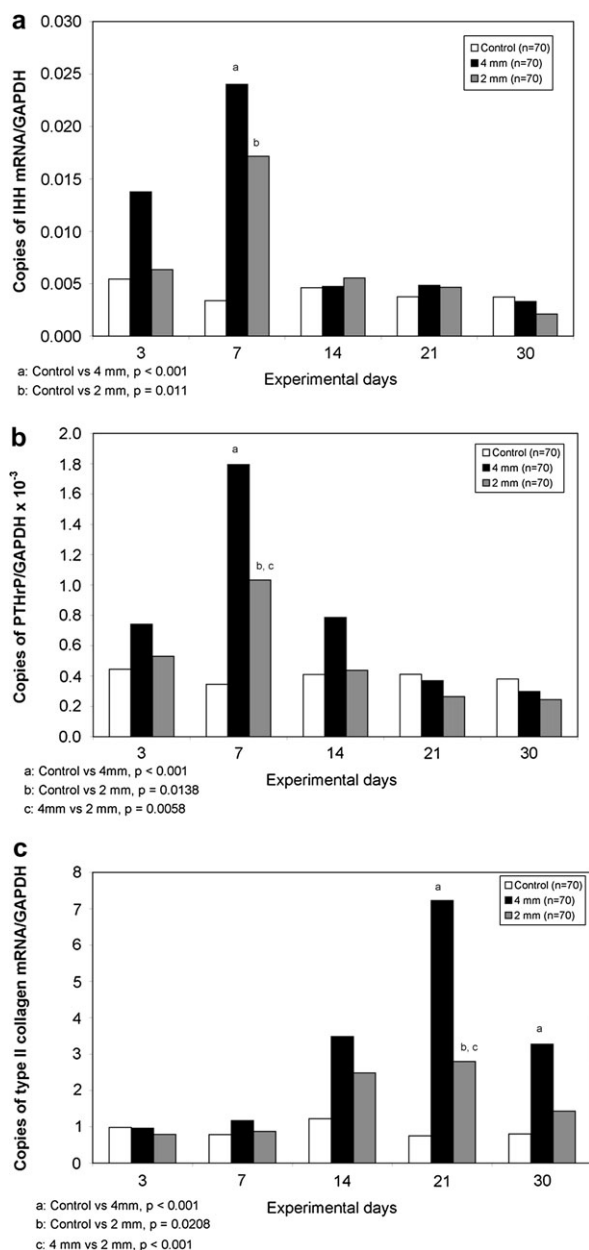 a
0.030
0.025
0.020
0.015
0.010
0.005
0.000
Copies of IHH mRNA/GAPDH
Control (n=70)
4 mm (n=70)
2 mm (n=70)
a
b
3 7 14 21 30
Experimental days
a: Control vs 4 mm, p < 0.001
b: Control vs 2 mm, p = 0.011
b
2.0
1.8
1.6
1.4
1.2
1.0
0.8
0.6
0.4
0.2
0.0
Copies of PTHrP/GAPDH x 10⁻³
Control (n=70)
4 mm (n=70)
2 mm (n=70)
a
b, c
3 7 14 21 30
Experimental days
a: Control vs 4mm, p < 0.001
b: Control vs 2 mm, p = 0.0138
c: 4mm vs 2 mm, p = 0.0058
c
8
7
6
5
4
3
2
1
0
Copies of type II collagen mRNA/GAPDH
Control (n=70)
4 mm (n=70)
2 mm (n=70)
a
b, c
a
3 7 14 21 30
Experimental days
a: Control vs 4mm, p < 0.001
b: Control vs 2 mm, p = 0.0208
c: 4 mm vs 2 mm, p < 0.001